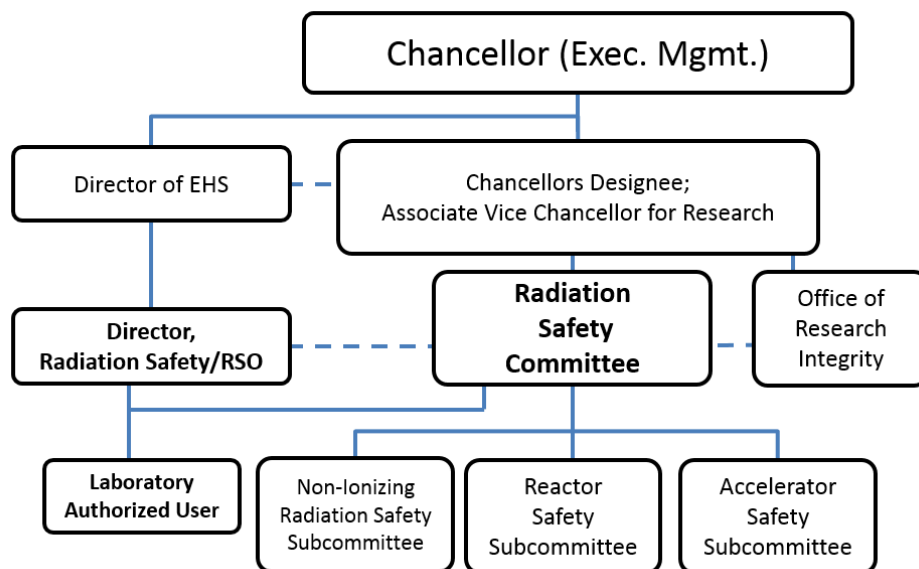 Chancellor (Exec. Mgmt.)
Director of EHS
Chancellors Designee;
Associate Vice Chancellor for Research
Director,
Radiation Safety/RSO
Radiation
Safety
Committee
Office of
Research
Integrity
Laboratory
Authorized User
Non-Ionizing
Radiation Safety
Subcommittee
Reactor
Safety
Subcommittee
Accelerator
Safety
Subcommittee